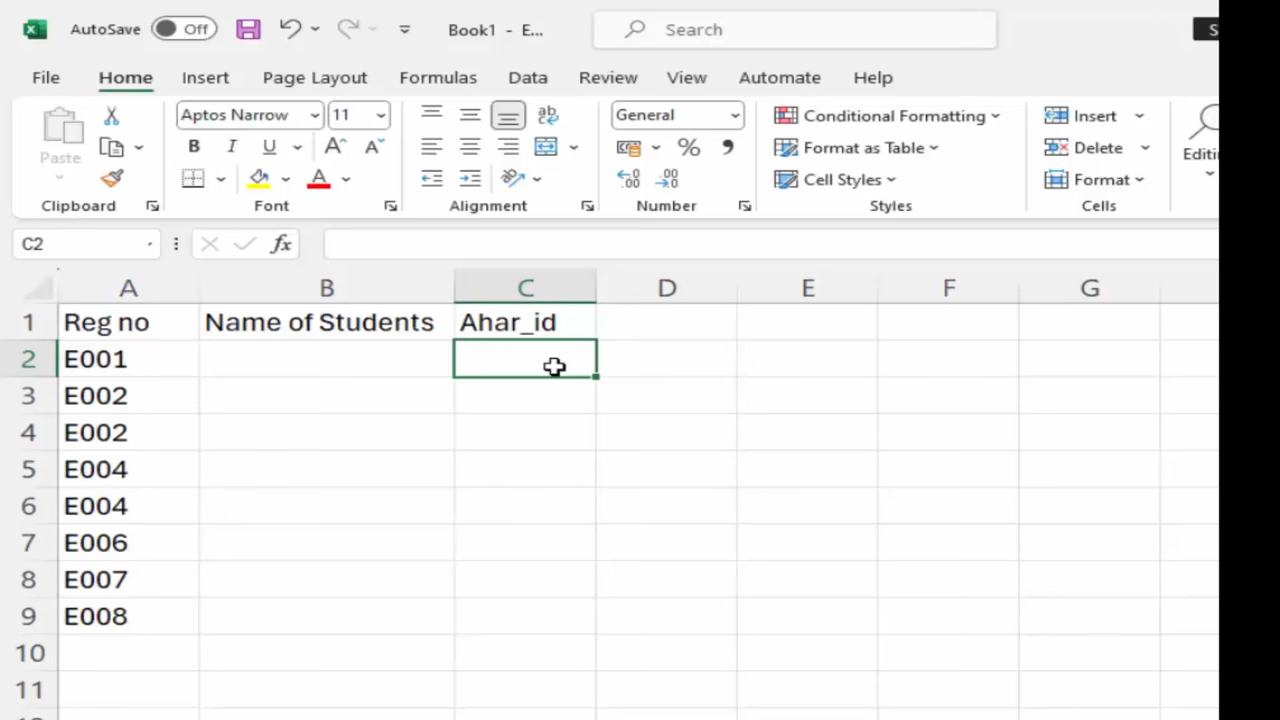 AutoSave Off Book1 - E... Search
File Home Insert Page Layout Formulas Data Review View Automate Help
Aptos Narrow 11 General Conditional Formatting Insert
Paste B I U % Format as Table Delete
Cell Styles Format
Clipboard Font Alignment Number Styles Cells
C2 fx
A B C D E F G
1 Reg no Name of Students Ahar_id
2 E001
3 E002
4 E002
5 E004
6 E004
7 E006
8 E007
9 E008
10
11